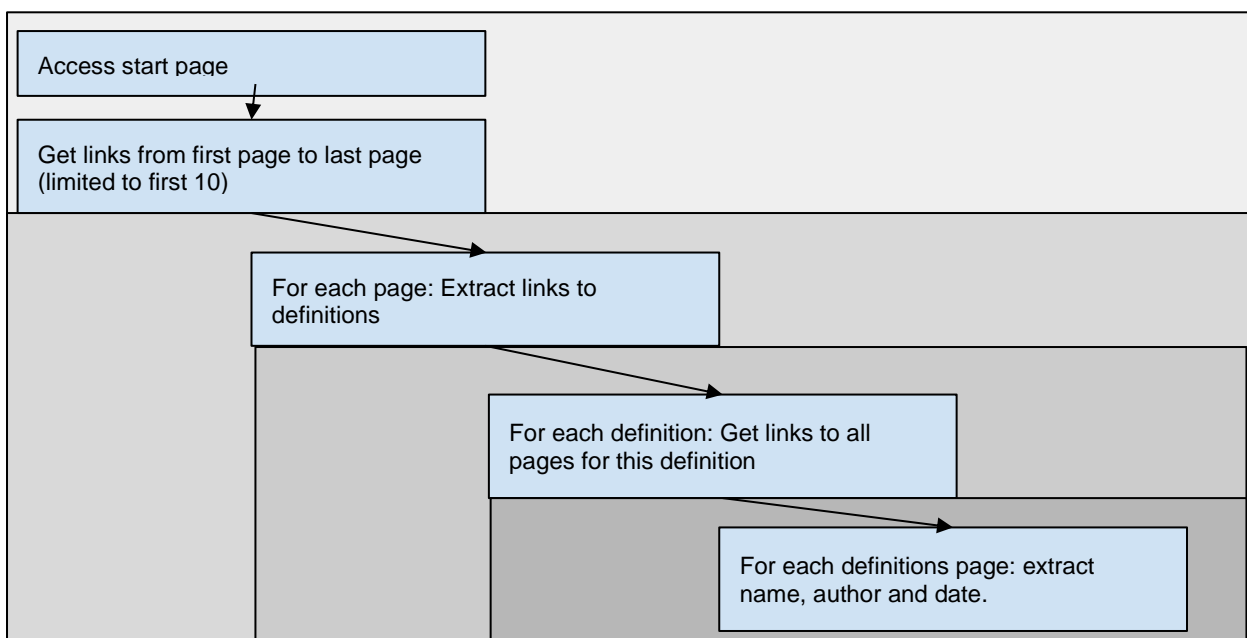 Access start page
Get links from first page to last page
(limited to first 10)
For each page: Extract links to
definitions
For each definition: Get links to all
pages for this definition
For each definitions page: extract
name, author and date.